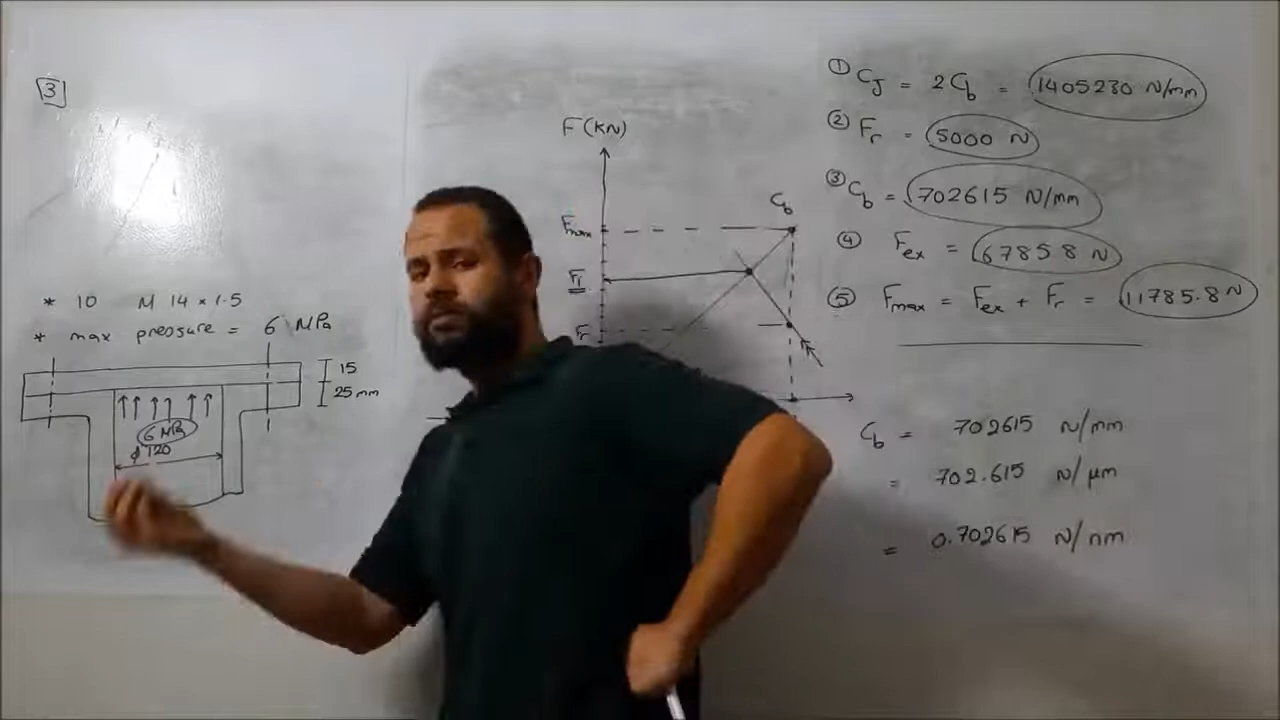 3
* 10 M 14 × 1.5
* max pressure = 6 MPa
15
25 mm
6 MPa
φ 120
F (KN)
Fmax
F1
Fr
Cb
① CJ = 2Cb = 1405230 N/mm
② Fr = 5000 N
③ Cb = 702615 N/mm
④ Fex = 6785.8 N
⑤ Fmax = Fex + Fr = 11785.8 N
Cb = 702615 N/mm
= 702.615 N/μm
= 0.702615 N/nm